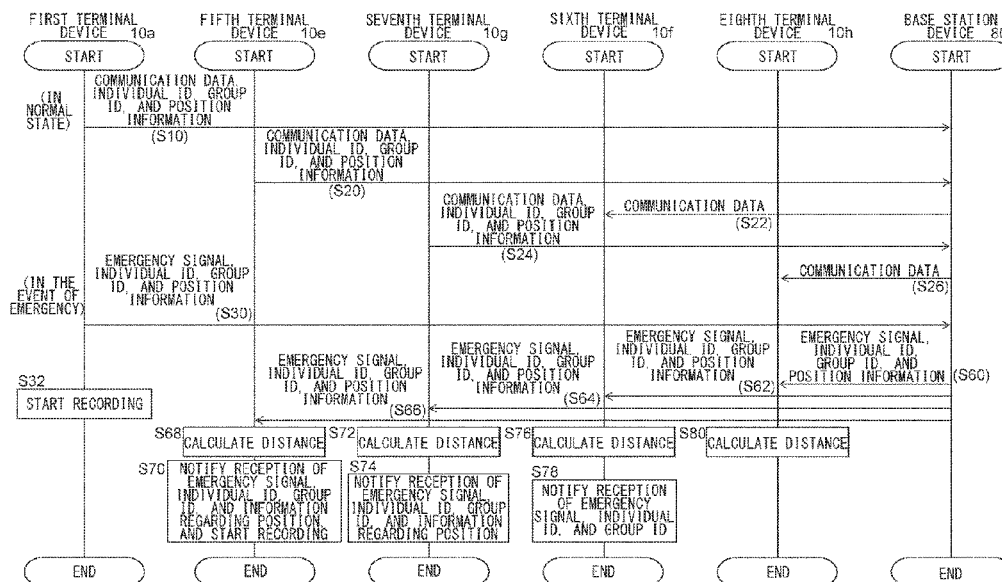 FIRST TERMINAL
DEVICE 10a
FIFTH TERMINAL
DEVICE 10e
SEVENTH TERMINAL
DEVICE 10g
SIXTH TERMINAL
DEVICE 10f
EIGHTH TERMINAL
DEVICE 10h
BASE STATION
DEVICE 80
START
START
START
START
START
START
(IN
NORMAL
STATE)
COMMUNICATION DATA,
INDIVIDUAL ID, GROUP
ID, AND POSITION
INFORMATION
(S10)
COMMUNICATION DATA,
INDIVIDUAL ID, GROUP
ID, AND POSITION
INFORMATION
(S20)
COMMUNICATION DATA
(S22)
COMMUNICATION DATA,
INDIVIDUAL ID, GROUP
ID, AND POSITION
INFORMATION
(S24)
COMMUNICATION DATA
(S26)
(IN THE
EVENT OF
EMERGENCY)
EMERGENCY SIGNAL,
INDIVIDUAL ID, GROUP
ID, AND POSITION
INFORMATION
(S30)
EMERGENCY SIGNAL,
INDIVIDUAL ID,
GROUP ID, AND
POSITION INFORMATION
(S60)
EMERGENCY SIGNAL,
INDIVIDUAL ID, GROUP
ID, AND POSITION
INFORMATION
(S62)
EMERGENCY SIGNAL,
INDIVIDUAL ID, GROUP
ID, AND POSITION
INFORMATION
(S64)
EMERGENCY SIGNAL,
INDIVIDUAL ID, GROUP
ID, AND POSITION
INFORMATION
(S66)
S32
START RECORDING
S68
CALCULATE DISTANCE
S72
CALCULATE DISTANCE
S76
CALCULATE DISTANCE
S80
CALCULATE DISTANCE
S70
NOTIFY RECEPTION OF
EMERGENCY SIGNAL,
INDIVIDUAL ID, GROUP
ID, AND INFORMATION
REGARDING POSITION,
AND START RECORDING
S74
NOTIFY RECEPTION OF
EMERGENCY SIGNAL,
INDIVIDUAL ID, GROUP
ID, AND INFORMATION
REGARDING POSITION
S78
NOTIFY RECEPTION
OF EMERGENCY
SIGNAL, INDIVIDUAL
ID, AND GROUP ID
END
END
END
END
END
END